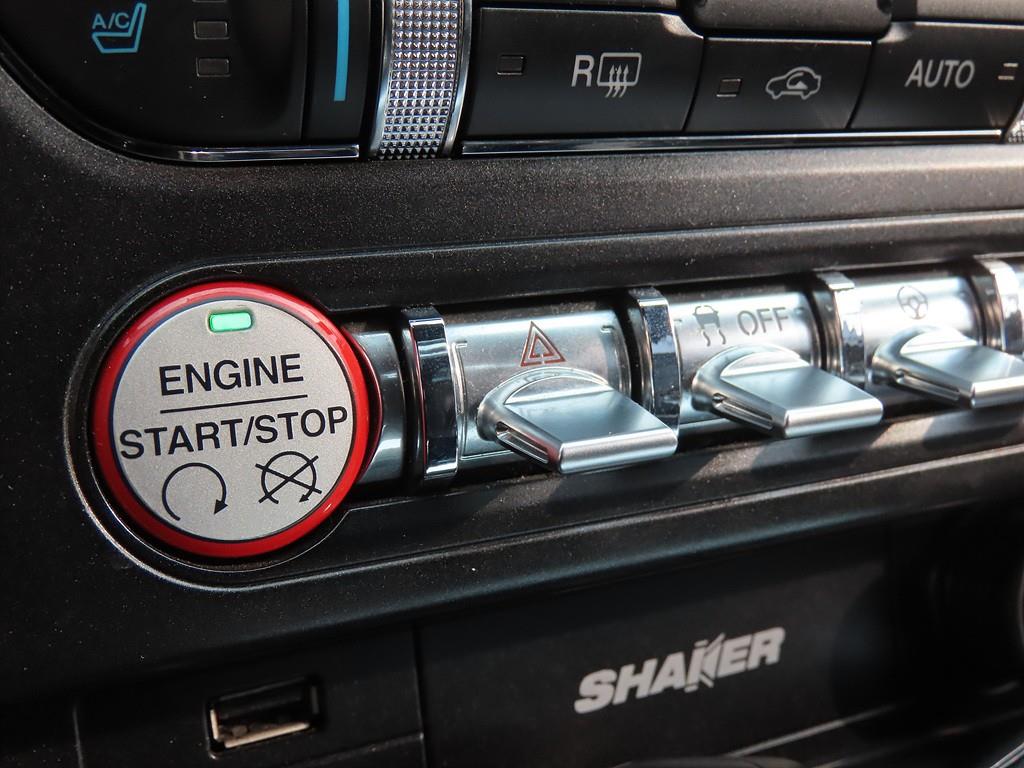 A/C
R
AUTO
OFF
ENGINE
START/STOP
SHAKER